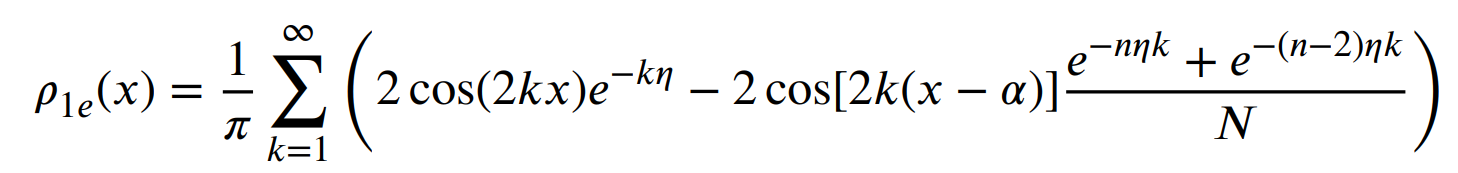 \rho_{1e}(x) = \frac{1}{\pi} \sum_{k=1}^{\infty} \left( 2\cos(2kx)e^{-k\eta} - 2\cos[2k(x-\alpha)] \frac{e^{-n\eta k} + e^{-(n-2)\eta k}}{N} \right)